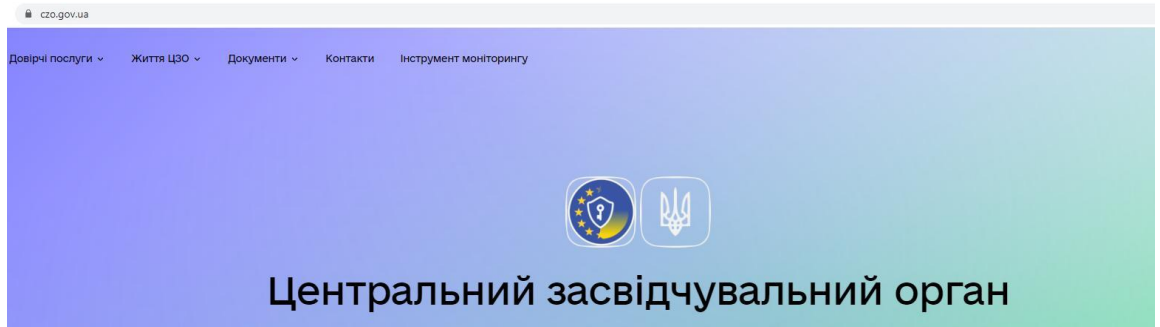 czo.gov.ua
Довірчі послуги Життя ЦЗО Документи Контакти Інструмент моніторингу
Центральний засвідчувальний орган